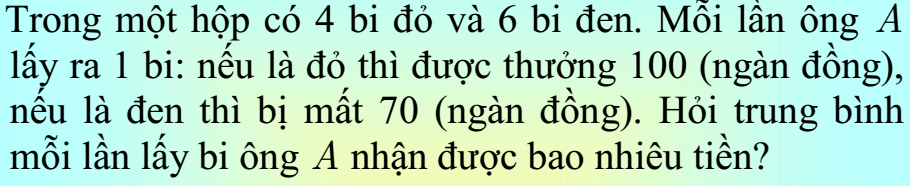 Trong một hộp có 4 bi đỏ và 6 bi đen. Mỗi lần ông A
lấy ra 1 bi: nếu là đỏ thì được thưởng 100 (ngàn đồng),
nếu là đen thì bị mất 70 (ngàn đồng). Hỏi trung bình
mỗi lần lấy bi ông A nhận được bao nhiêu tiền?